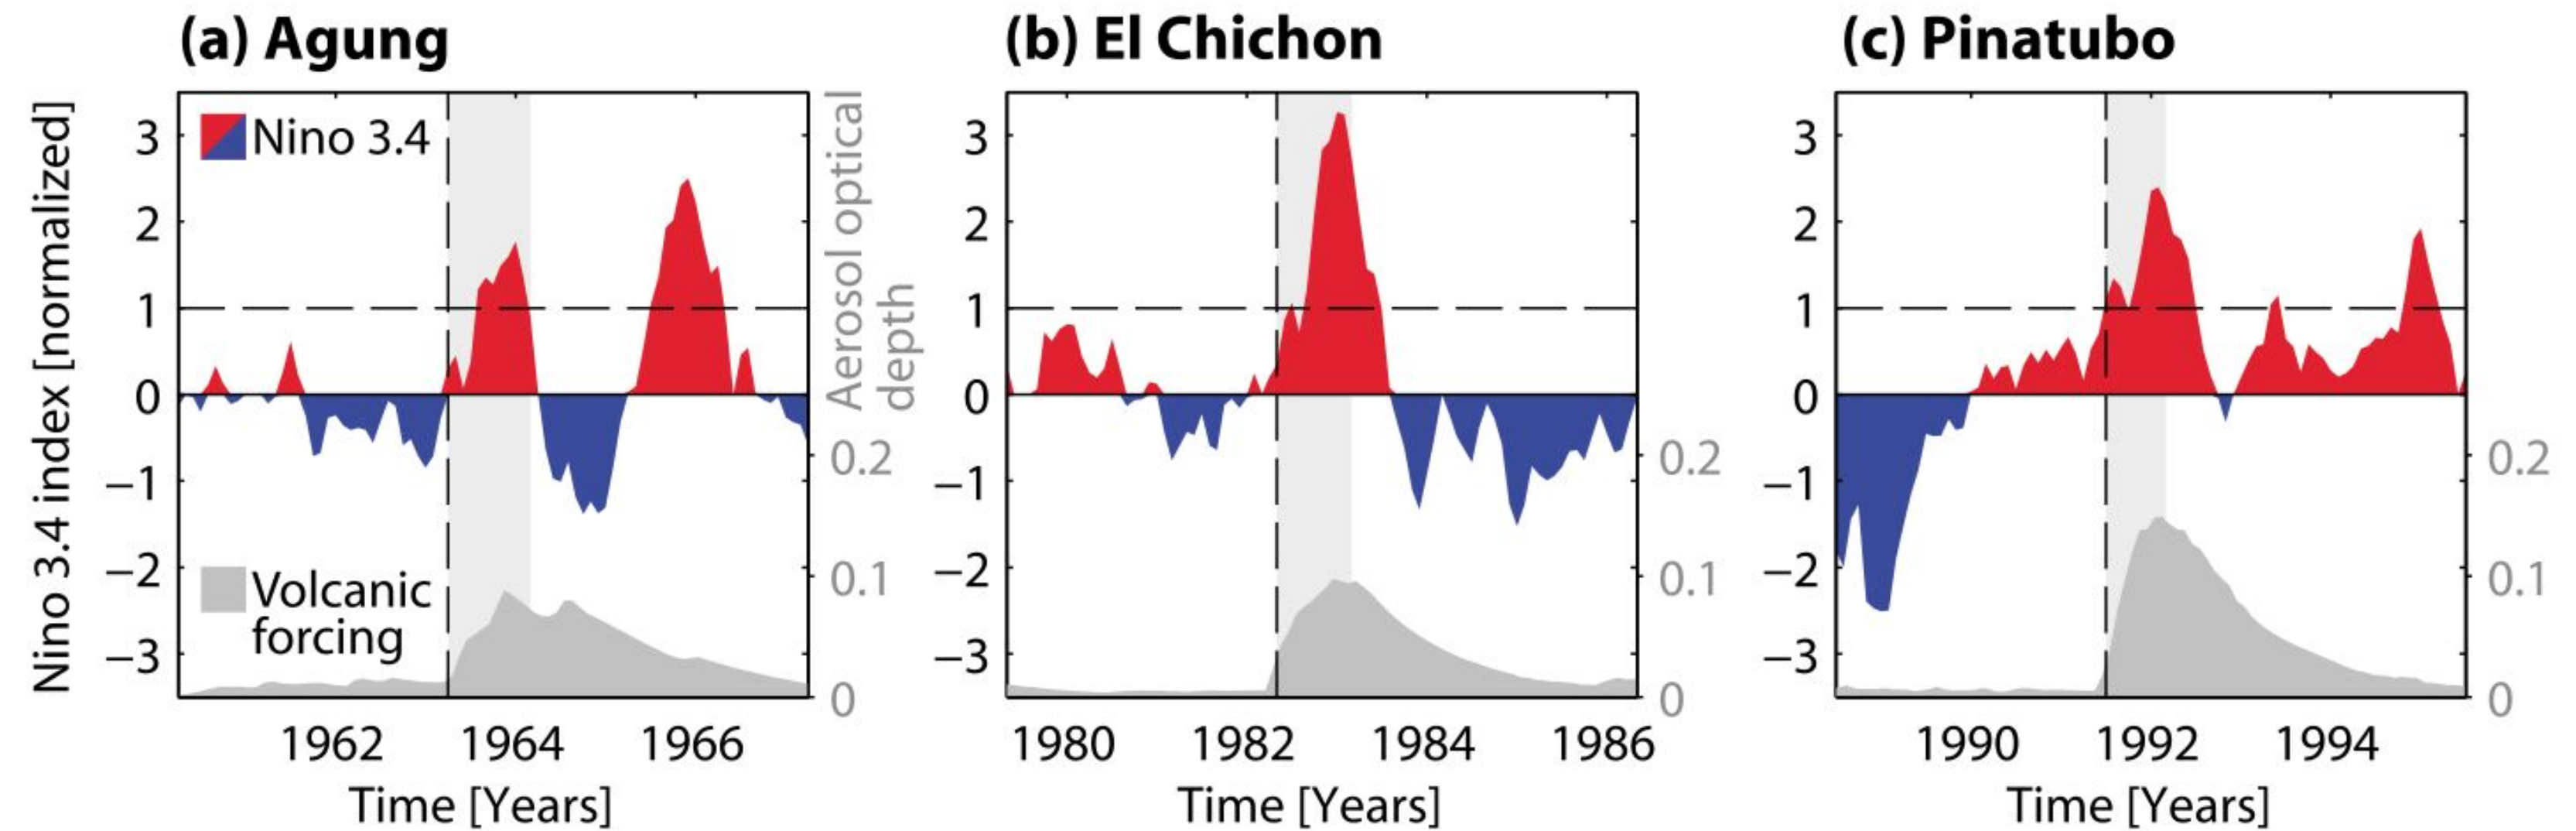 (a) Agung
Nino 3.4 index [normalized]
3
2
1
0
−1
−2
−3
Nino 3.4
Volcanic
forcing
Aerosol optical
depth
0.2
0.1
0
1962 1964 1966
Time [Years]
(b) El Chichon
3
2
1
0
−1
−2
−3
0.2
0.1
0
1980 1982 1984 1986
Time [Years]
(c) Pinatubo
3
2
1
0
−1
−2
−3
0.2
0.1
0
1990 1992 1994
Time [Years]